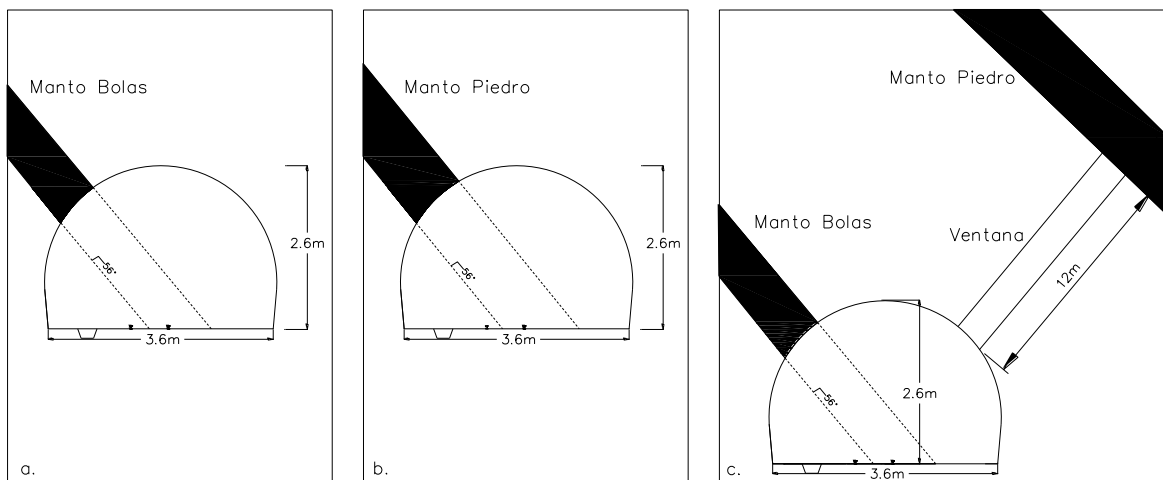 Manto Bolas
56°
2.6m
3.6m
a.
Manto Piedro
56°
2.6m
3.6m
b.
Manto Piedro
Manto Bolas
Ventana
12m
56°
2.6m
3.6m
c.